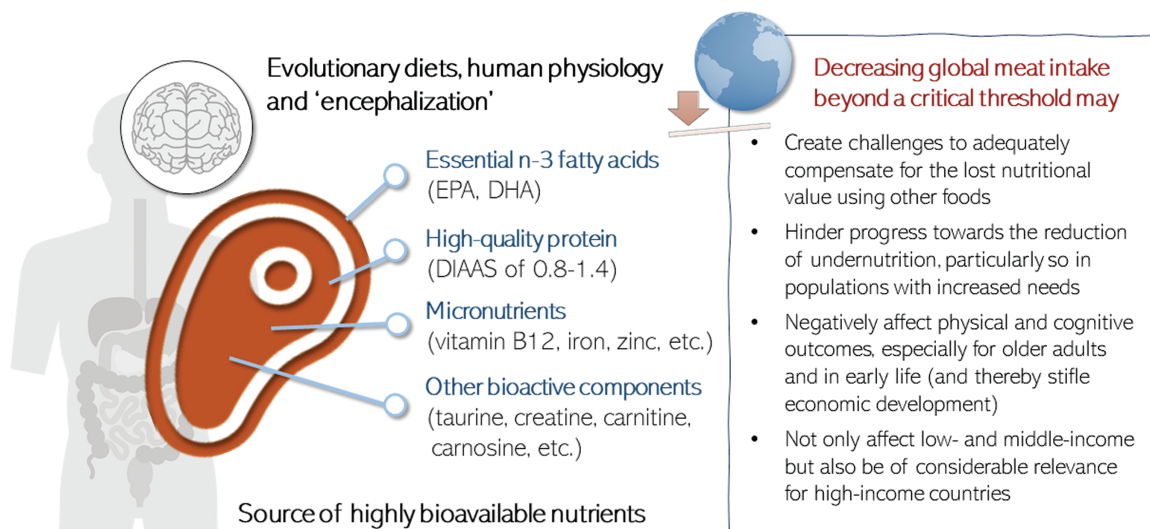 Evolutionary diets, human physiology
and ‘encephalization’
Essential n-3 fatty acids
(EPA, DHA)
High-quality protein
(DIAAS of 0.8-1.4)
Micronutrients
(vitamin B12, iron, zinc, etc.)
Other bioactive components
(taurine, creatine, carnitine,
carnosine, etc.)
Source of highly bioavailable nutrients
Decreasing global meat intake
beyond a critical threshold may
• Create challenges to adequately
compensate for the lost nutritional
value using other foods
• Hinder progress towards the reduction
of undernutrition, particularly so in
populations with increased needs
• Negatively affect physical and cognitive
outcomes, especially for older adults
and in early life (and thereby stifle
economic development)
• Not only affect low- and middle-income
but also be of considerable relevance
for high-income countries